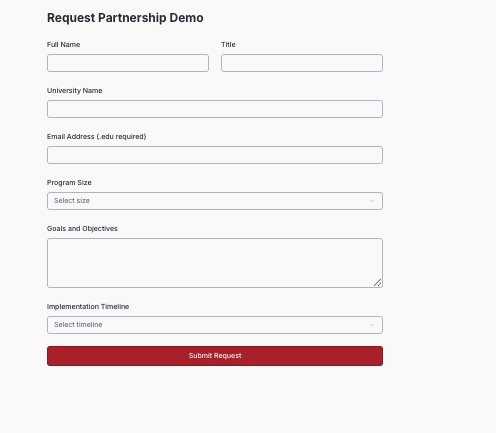 Request Partnership Demo
Full Name
Title
University Name
Email Address (.edu required)
Program Size
Select size
Goals and Objectives
Implementation Timeline
Select timeline
Submit Request